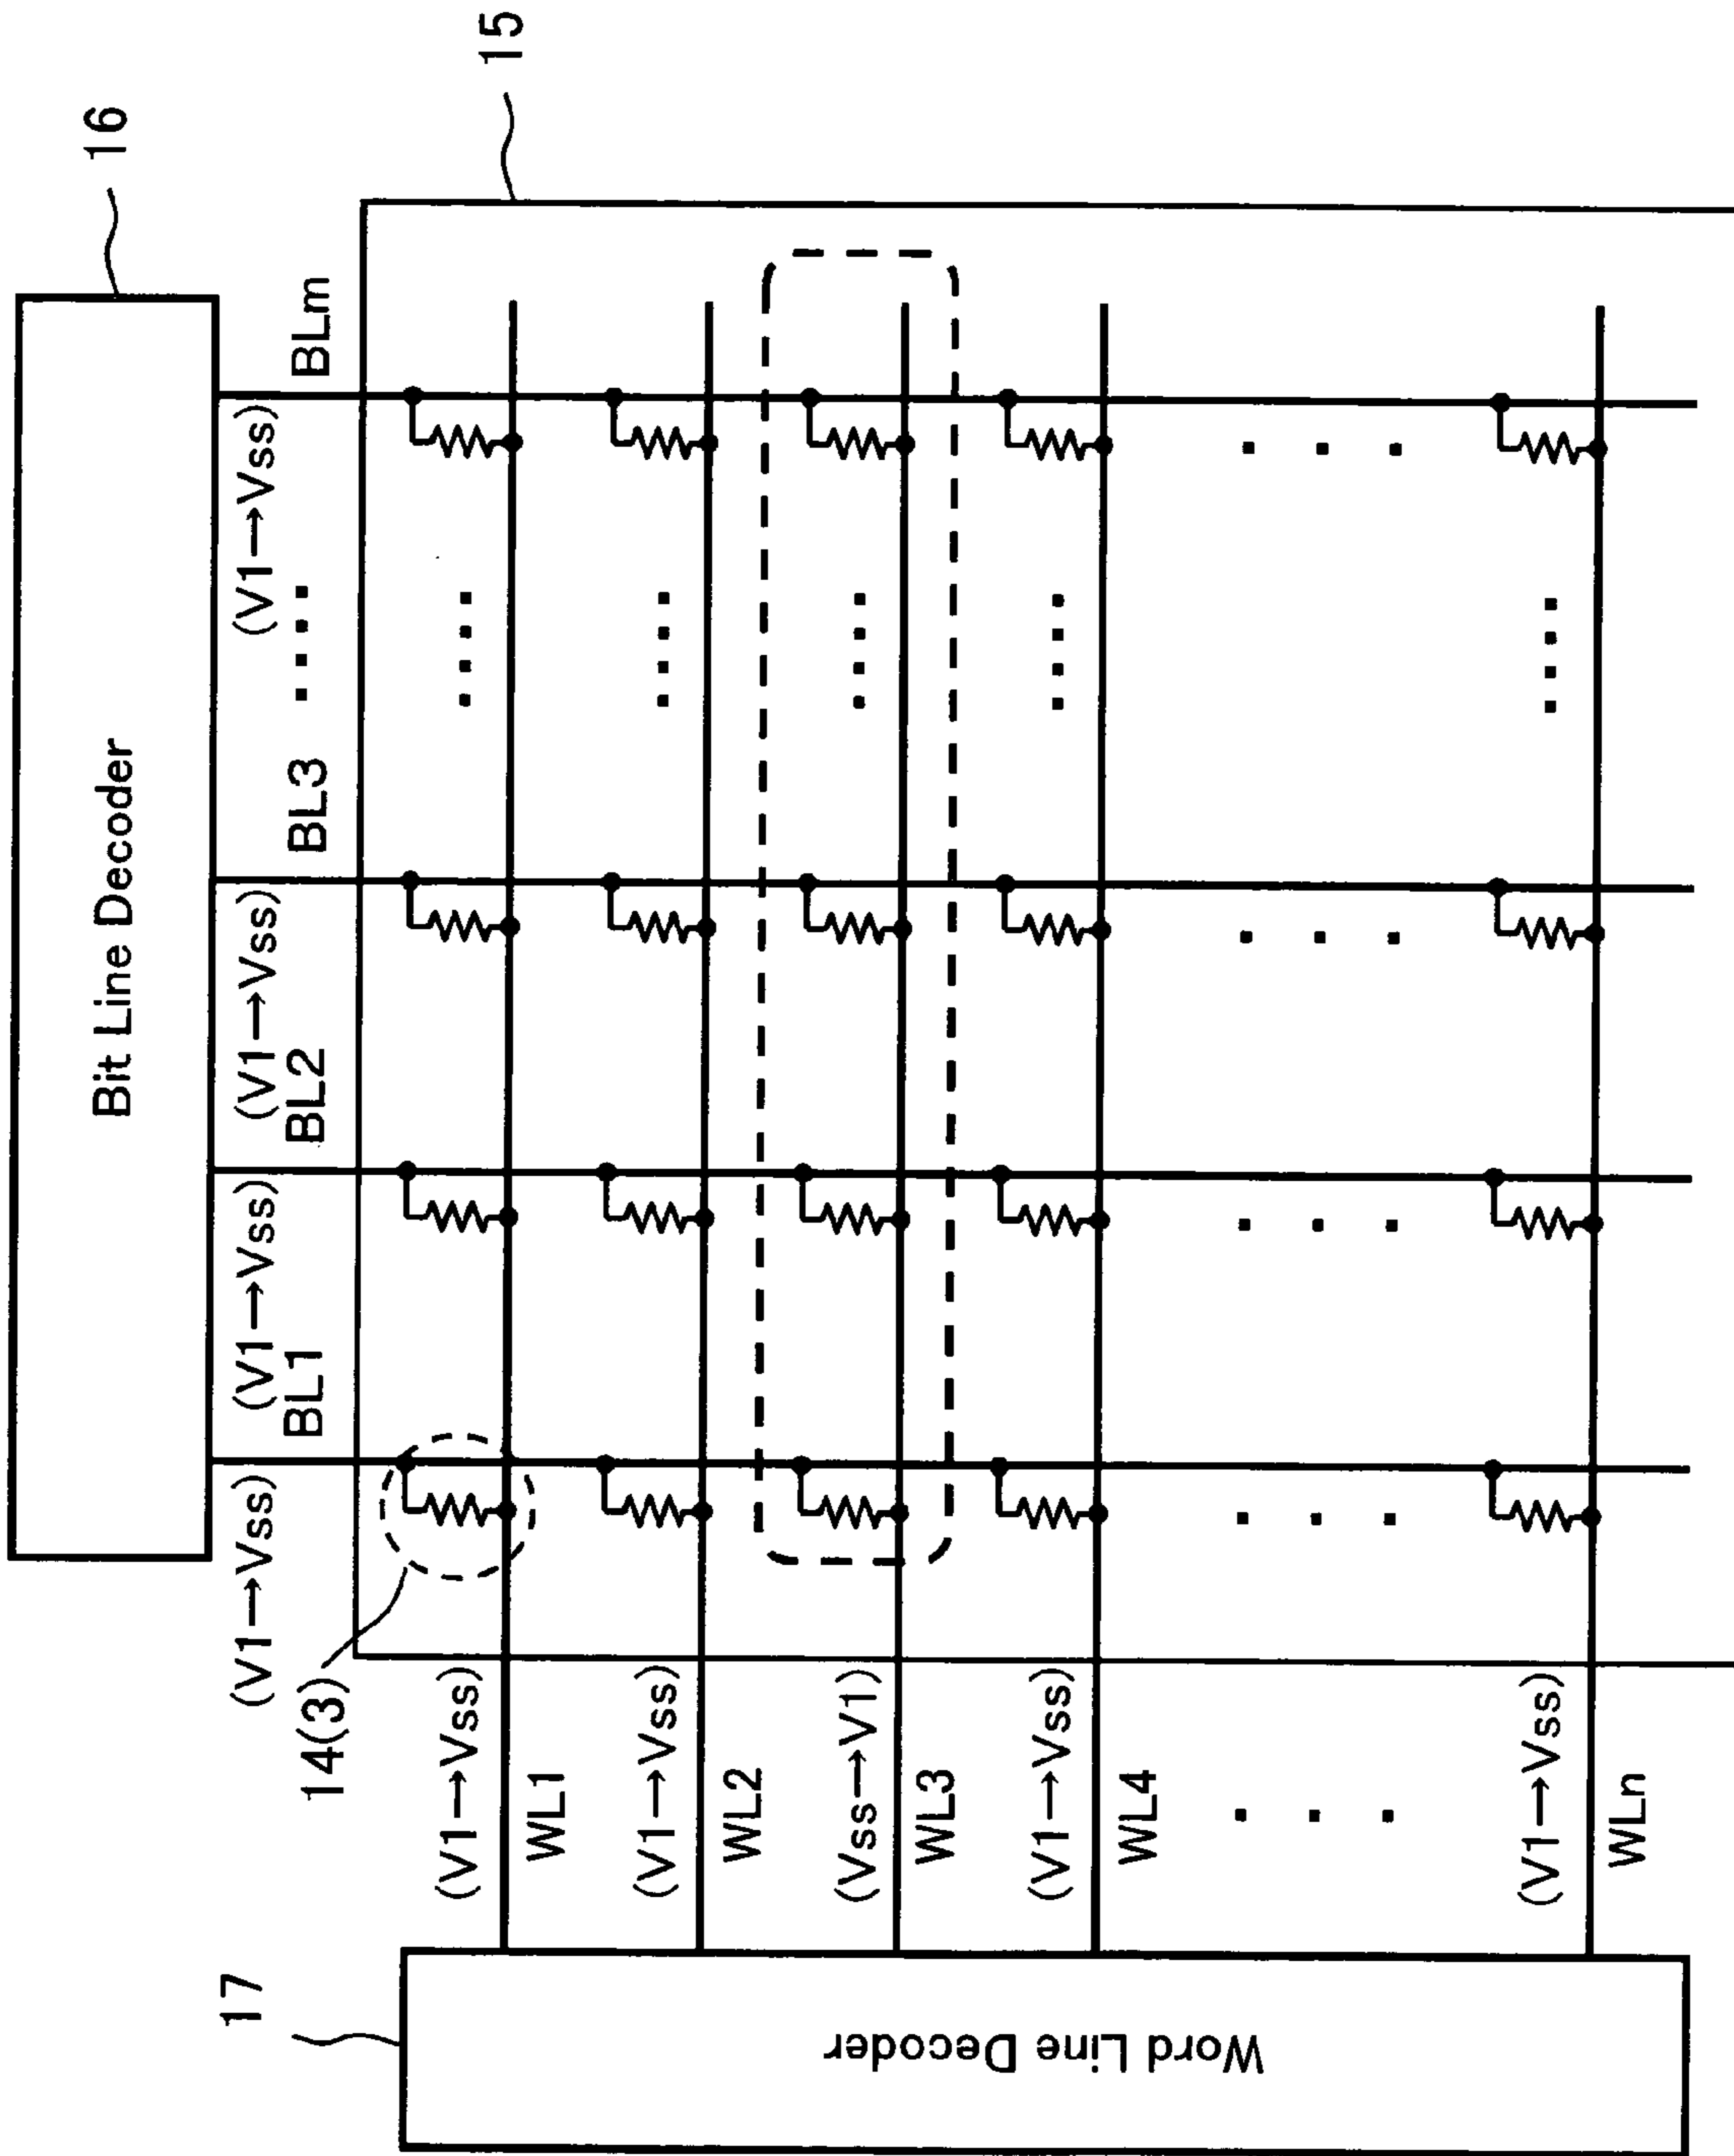 16
15
Bit Line Decoder
(V1→Vss)
BL1
(V1→Vss)
BL2
(V1→Vss)
BL3
(V1→Vss)
BLm
14(3)
17
Word Line Decoder
(V1→Vss)
WL1
(V1→Vss)
WL2
(Vss→V1)
WL3
(V1→Vss)
WL4
(V1→Vss)
WLn